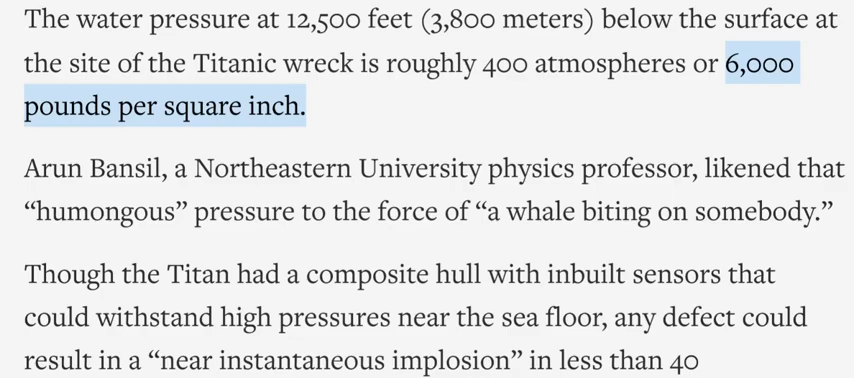 The water pressure at 12,500 feet (3,800 meters) below the surface at
the site of the Titanic wreck is roughly 400 atmospheres or 6,000
pounds per square inch.
Arun Bansil, a Northeastern University physics professor, likened that
“humongous” pressure to the force of “a whale biting on somebody.”
Though the Titan had a composite hull with inbuilt sensors that
could withstand high pressures near the sea floor, any defect could
result in a “near instantaneous implosion” in less than 40